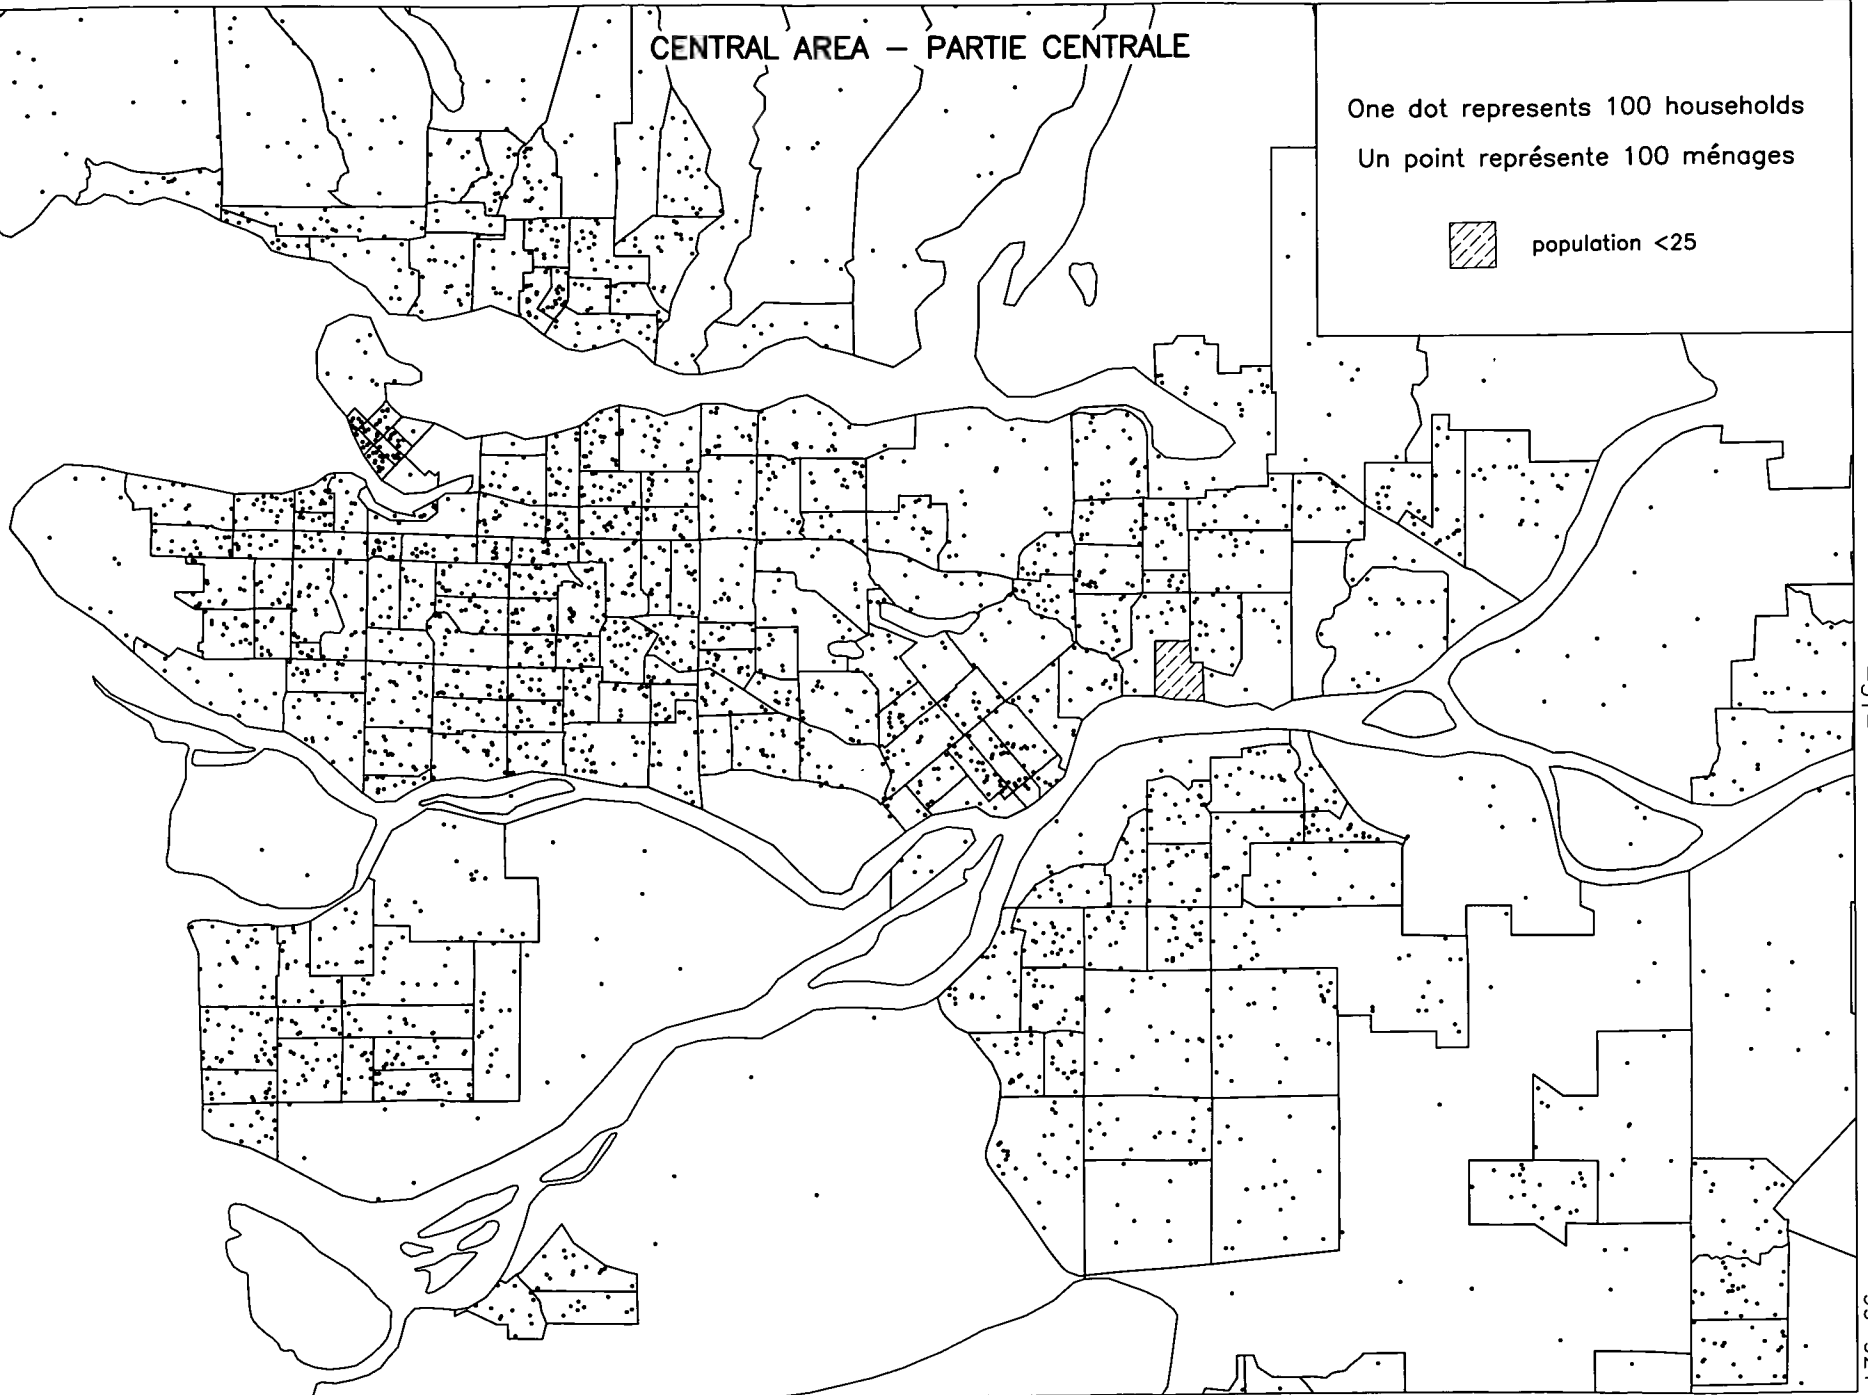 CENTRAL AREA – PARTIE CENTRALE
One dot represents 100 households
Un point représente 100 ménages
population <25